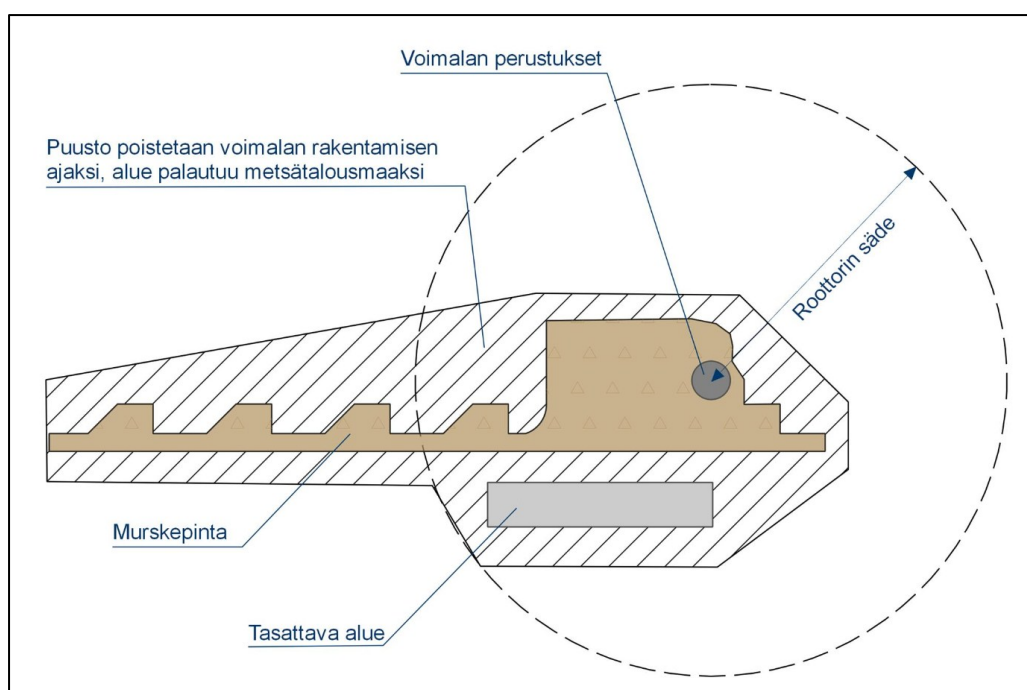 Voimalan perustukset
Puusto poistetaan voimalan rakentamisen
ajaksi, alue palautuu metsätalousmaaksi
Roottorin säde
Murskepinta
Tasattava alue